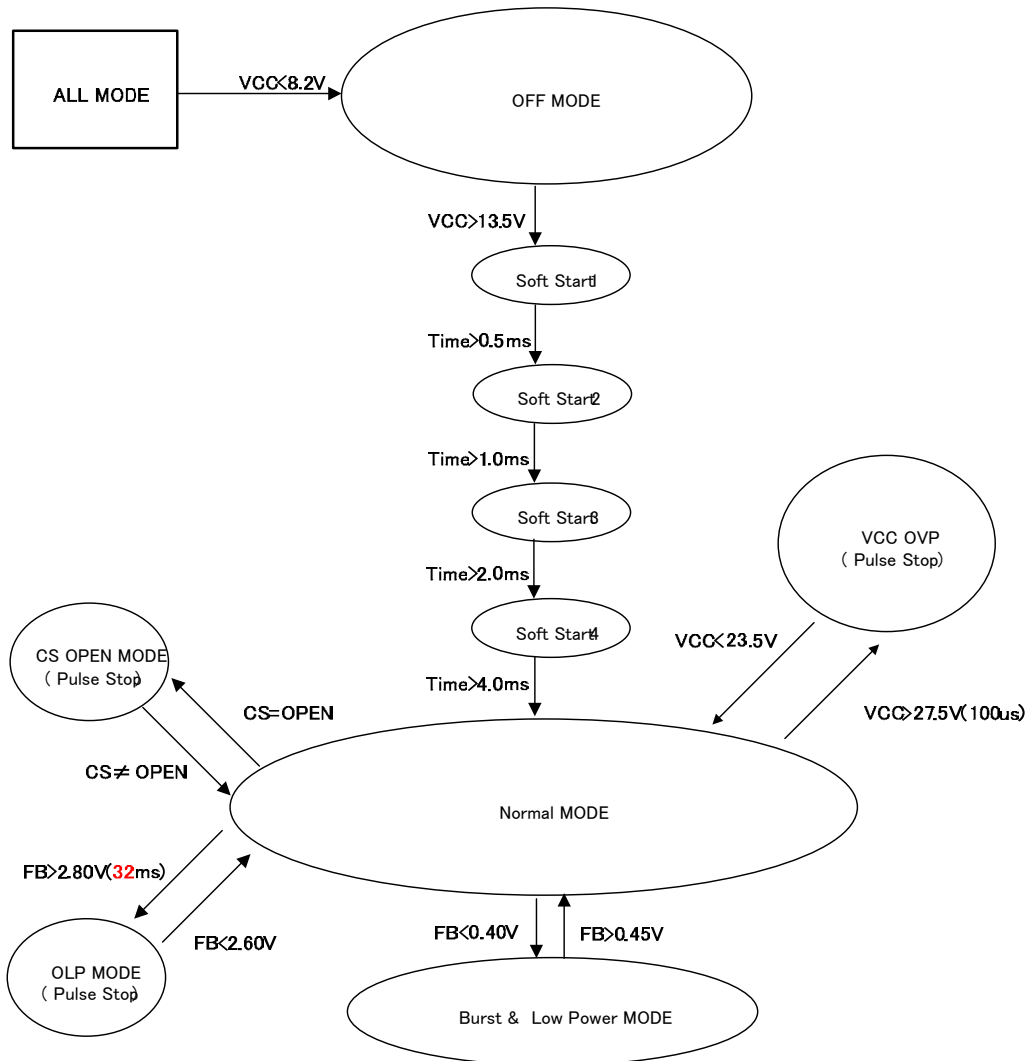 VCC<8.2V
ALL MODE
OFF MODE
VCC>13.5V
Soft Start1
Time>0.5ms
Soft Start2
Time>1.0ms
Soft Start3
VCC OVP
( Pulse Stop)
Time>2.0ms
Soft Start4
VCC<23.5V
CS OPEN MODE
( Pulse Stop)
Time>4.0ms
CS=OPEN
VCC>27.5V(100us)
CS≠ OPEN
Normal MODE
FB>2.80V(32ms)
FB<2.60V
FB<0.40V
FB>0.45V
OLP MODE
( Pulse Stop)
Burst & Low Power MODE